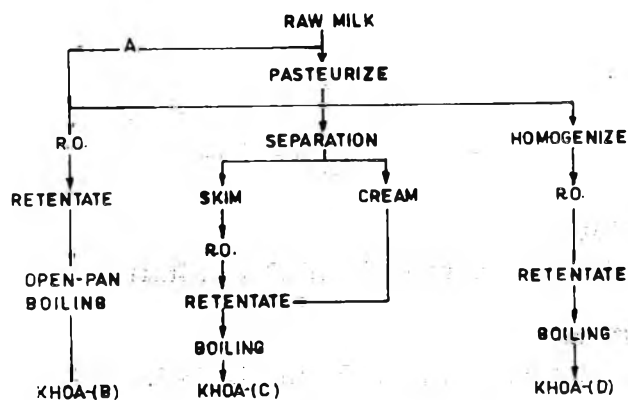 RAW MILK
A
PASTEURIZE
R.O. SEPARATION HOMOGENIZE
RETENTATE SKIM CREAM R.O.
R.O.
OPEN-PAN
BOILING RETENTATE RETENTATE
BOILING BOILING
KHOA-(B) KHOA-(C) KHOA-(D)